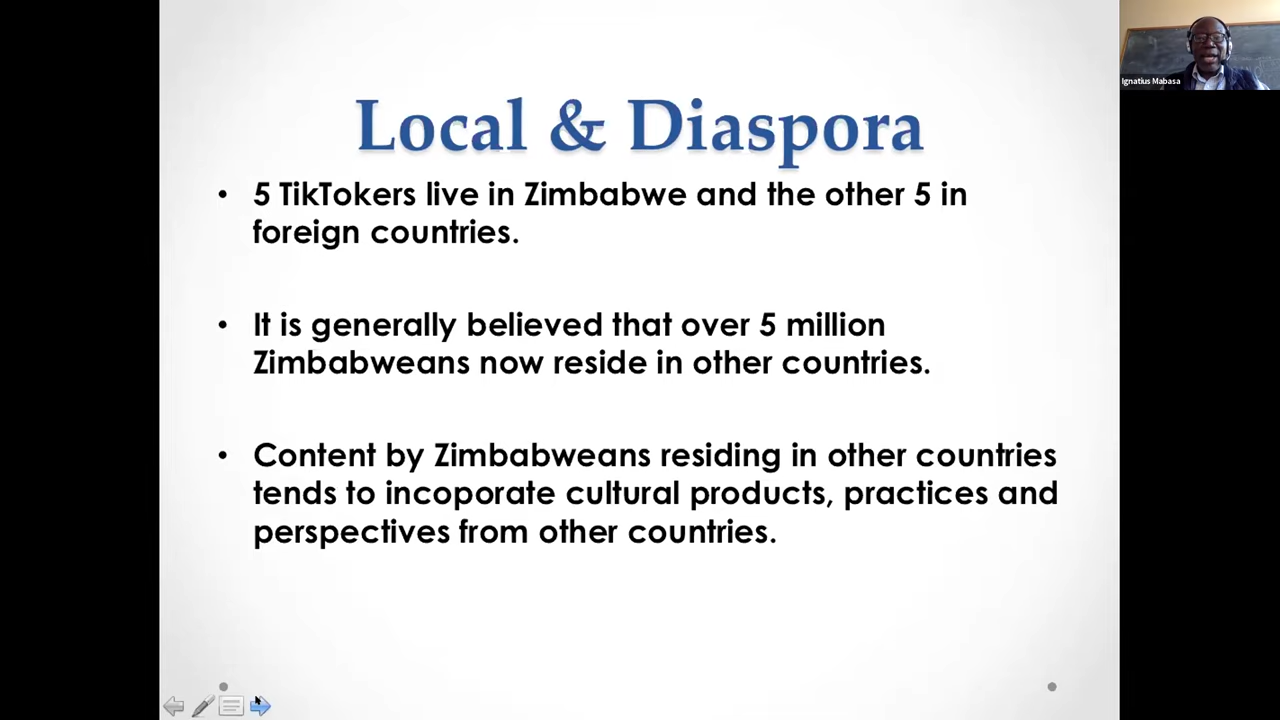 Local & Diaspora
• 5 TikTokers live in Zimbabwe and the other 5 in
foreign countries.
• It is generally believed that over 5 million
Zimbabweans now reside in other countries.
• Content by Zimbabweans residing in other countries
tends to incoporate cultural products, practices and
perspectives from other countries.
Ignatius Mabasa